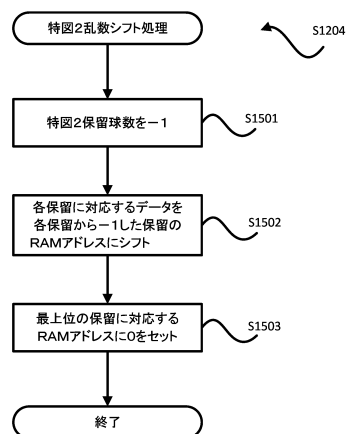 特図2乱数シフト処理
S1204
特図2保留球数を－1
S1501
各保留に対応するデータを
各保留から－1した保留の
RAMアドレスにシフト
S1502
最上位の保留に対応する
RAMアドレスに0をセット
S1503
終了